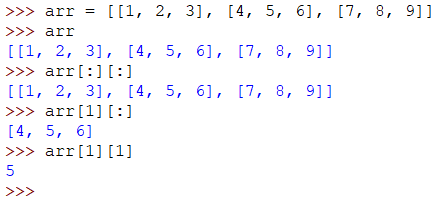 >>> arr = [[1, 2, 3], [4, 5, 6], [7, 8, 9]]
>>> arr
[[1, 2, 3], [4, 5, 6], [7, 8, 9]]
>>> arr[:][:]
[[1, 2, 3], [4, 5, 6], [7, 8, 9]]
>>> arr[1][:]
[4, 5, 6]
>>> arr[1][1]
5
>>>